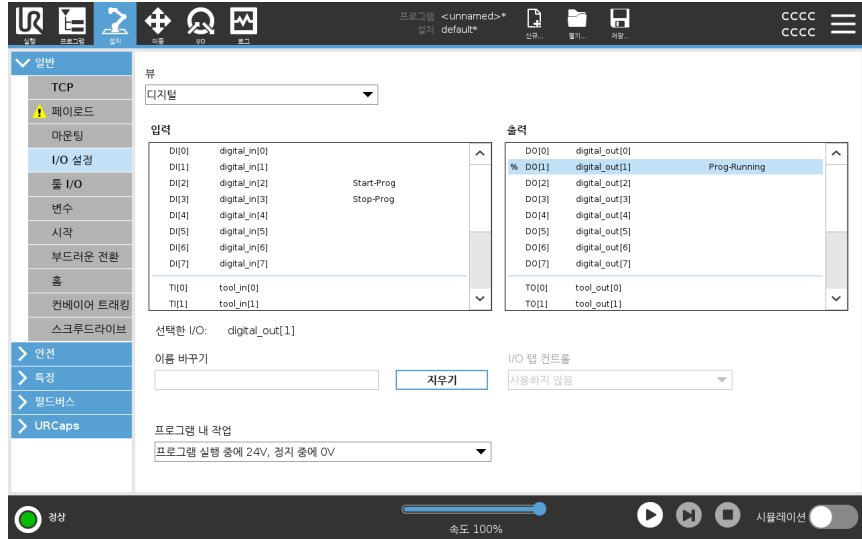 UR
실행
프로그램
설치
이동
I/O
로그
프로그램 <unnamed>*
설치 default*
신규...
열기...
저장...
CCCC
CCCC
일반
TCP
페이로드
마운팅
I/O 설정
툴 I/O
변수
시작
부드러운 전환
홈
컨베이어 트래킹
스크루드라이브
안전
특징
필드버스
URCaps
뷰
디지털
입력
DI[0] digital_in[0]
DI[1] digital_in[1]
DI[2] digital_in[2] Start-Prog
DI[3] digital_in[3] Stop-Prog
DI[4] digital_in[4]
DI[5] digital_in[5]
DI[6] digital_in[6]
DI[7] digital_in[7]
TI[0] tool_in[0]
TI[1] tool_in[1]
출력
DO[0] digital_out[0]
% DO[1] digital_out[1] Prog-Running
DO[2] digital_out[2]
DO[3] digital_out[3]
DO[4] digital_out[4]
DO[5] digital_out[5]
DO[6] digital_out[6]
DO[7] digital_out[7]
TO[0] tool_out[0]
TO[1] tool_out[1]
선택한 I/O: digital_out[1]
이름 바꾸기
지우기
I/O 탭 컨트롤
사용하지 않음
프로그램 내 작업
프로그램 실행 중에 24V, 정지 중에 0V
정상
속도 100%
시뮬레이션